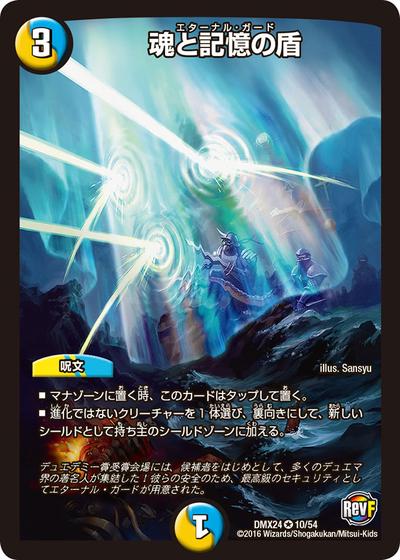 3
エターナル・ガード
魂と記憶の盾
呪文
illus. Sansyu
■ マナゾーンに置く時、このカードはタップして置く。
■ 進化ではないクリーチャーを1体選び、裏向きにして、新しい
シールドとして持ち主のシールドゾーンに加える。
デュエデミー賞受賞会場には、候補者をはじめとして、多くのデュエマ
界の著名人が集結した!彼らの安全のため、最高級のセキュリティとし
てエターナル・ガードが用意された。
1
DMX24 ✪ 10/54
©2016 Wizards/Shogakukan/Mitsui-Kids
RevF